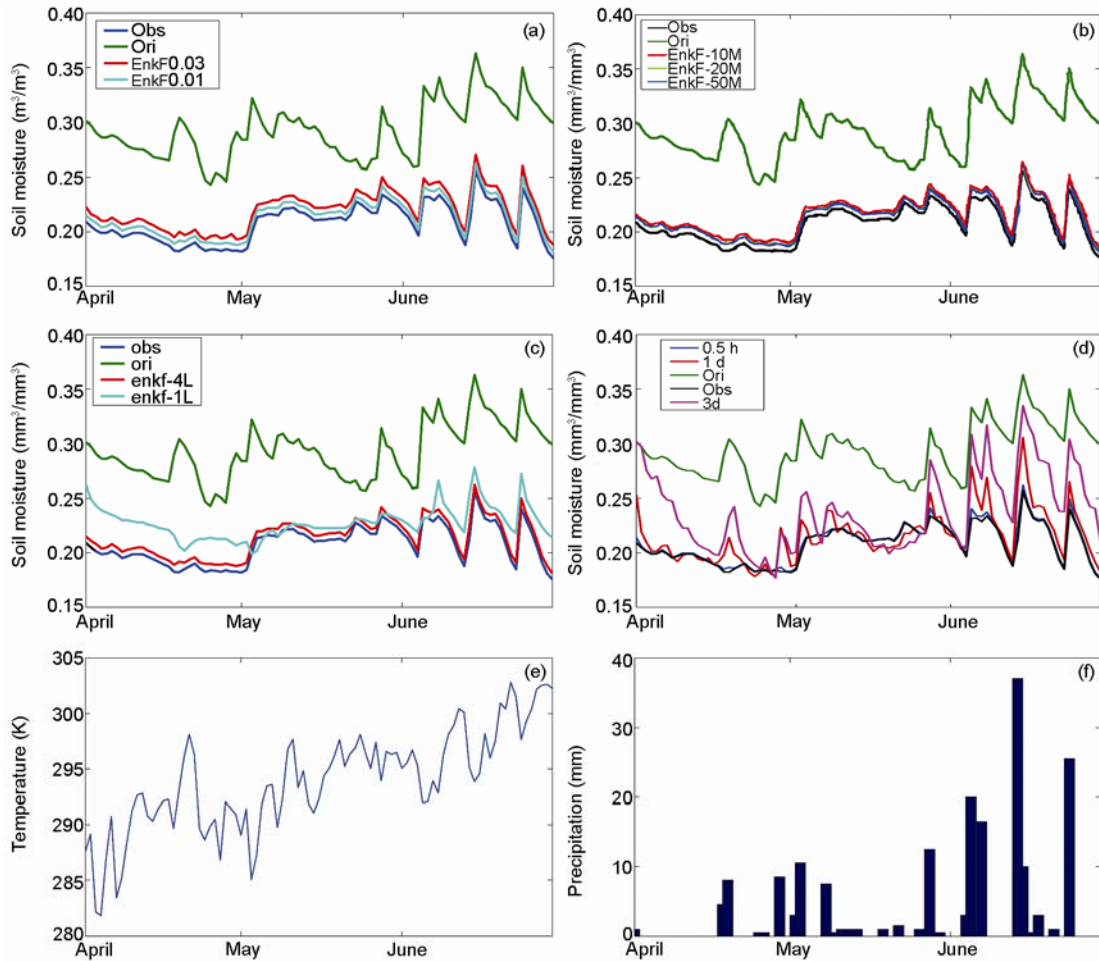 (a)
Obs
Ori
EnkF0.03
EnkF0.01
Soil moisture (m³/m³)
0.40
0.35
0.30
0.25
0.20
0.15
April
May
June
(b)
Obs
Ori
EnkF-10M
EnkF-20M
EnkF-50M
Soil moisture (m³/mm³)
0.40
0.35
0.30
0.25
0.20
0.15
April
May
June
(c)
obs
ori
enkf-4L
enkf-1L
Soil moisture (mm³/mm³)
0.40
0.35
0.30
0.25
0.20
0.15
April
May
June
(d)
0.5 h
1 d
Ori
Obs
3d
Soil moisture (mm³/mm³)
0.40
0.35
0.30
0.25
0.20
0.15
April
May
June
(e)
Temperature (K)
305
300
295
290
285
280
April
May
June
(f)
Precipitation (mm)
40
30
20
10
0
April
May
June